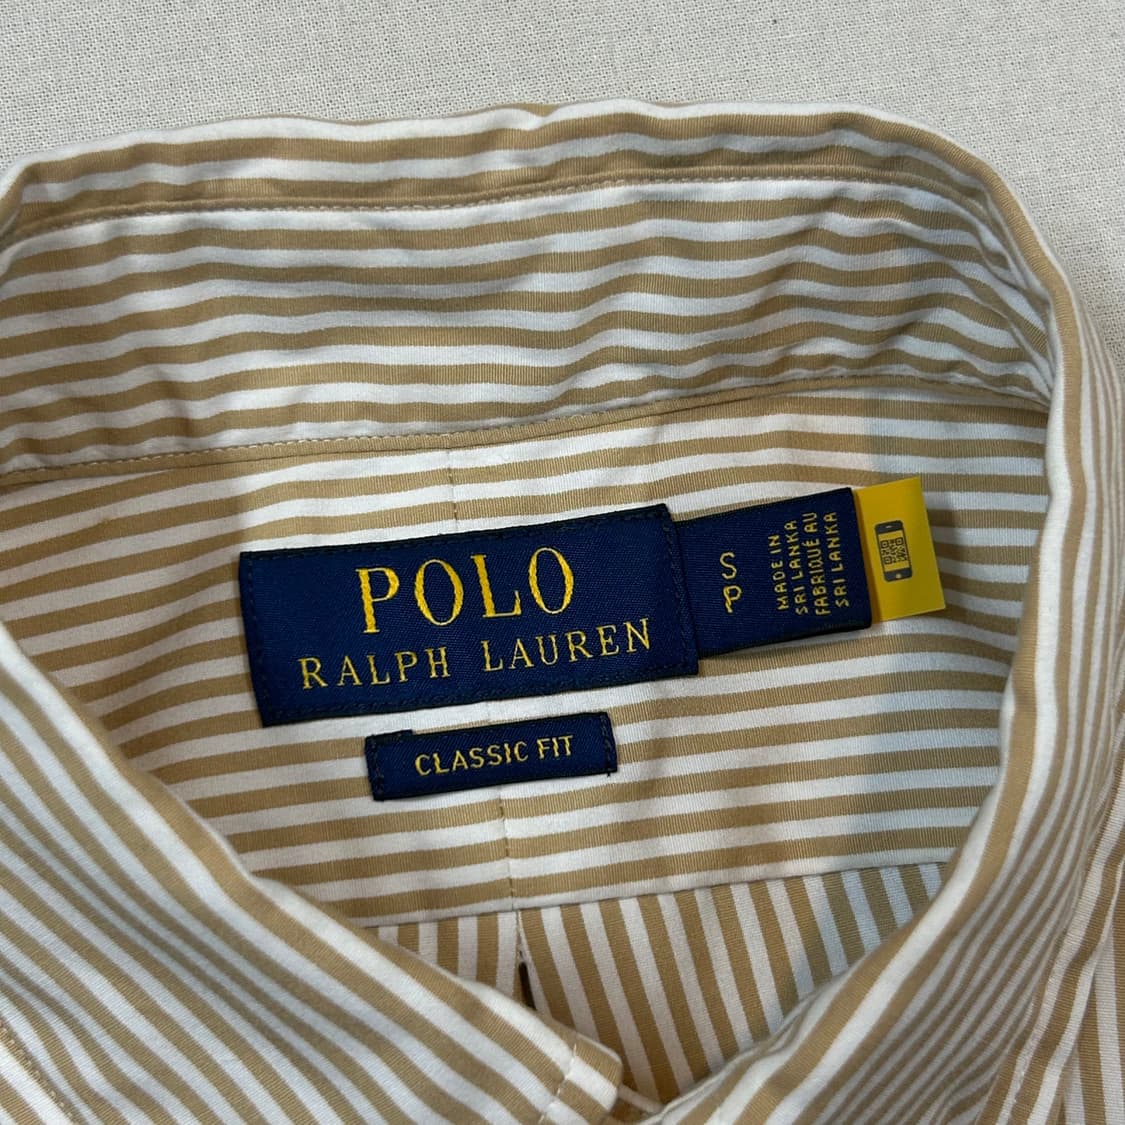 POLO
RALPH LAUREN
CLASSIC FIT
S
MADE IN
SRI LANKA
FABRIQUÉ AU
SRI LANKA